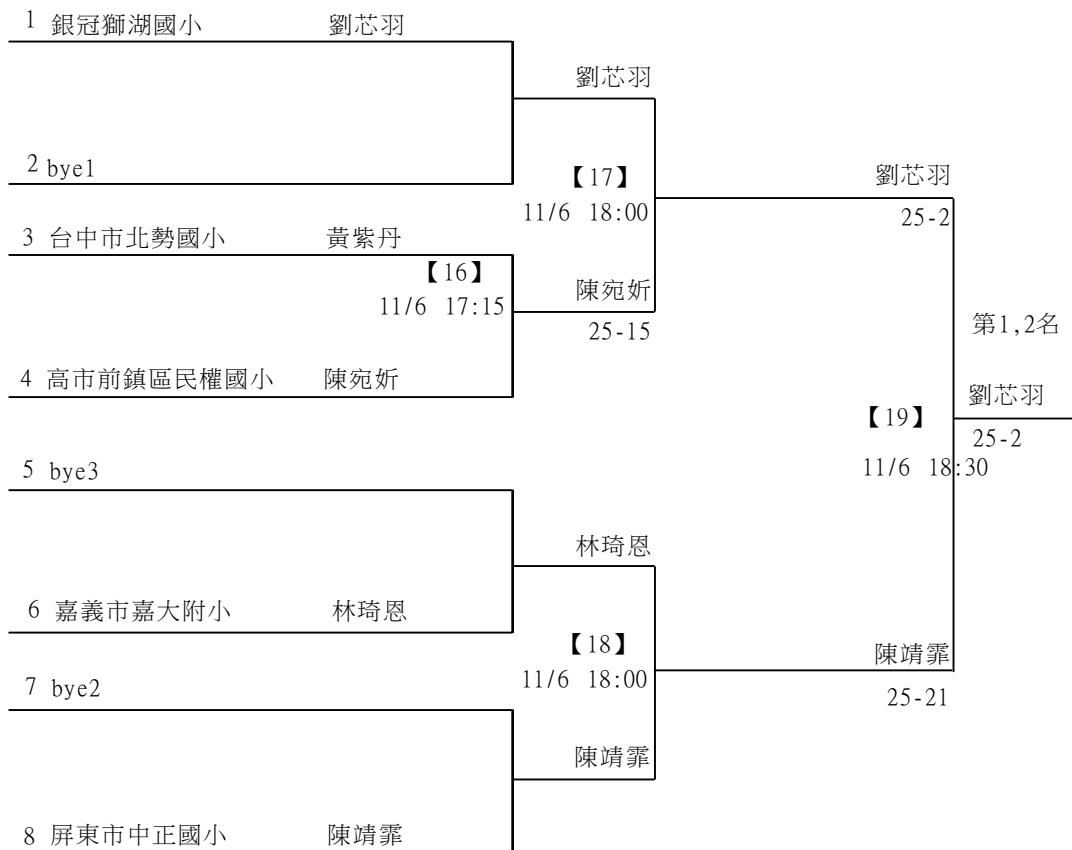 1 銀冠獅湖國小 劉芯羽
劉芯羽
2 bye1
【17】
11/6 18:00
劉芯羽
25-2
3 台中市北勢國小 黃紫丹
【16】
11/6 17:15
陳宛妡
25-15
4 高市前鎮區民權國小 陳宛妡
第1,2名
劉芯羽
25-2
【19】
11/6 18:30
5 bye3
林琦恩
6 嘉義市嘉大附小 林琦恩
【18】
11/6 18:00
陳靖霏
25-21
7 bye2
陳靖霏
8 屏東市中正國小 陳靖霏